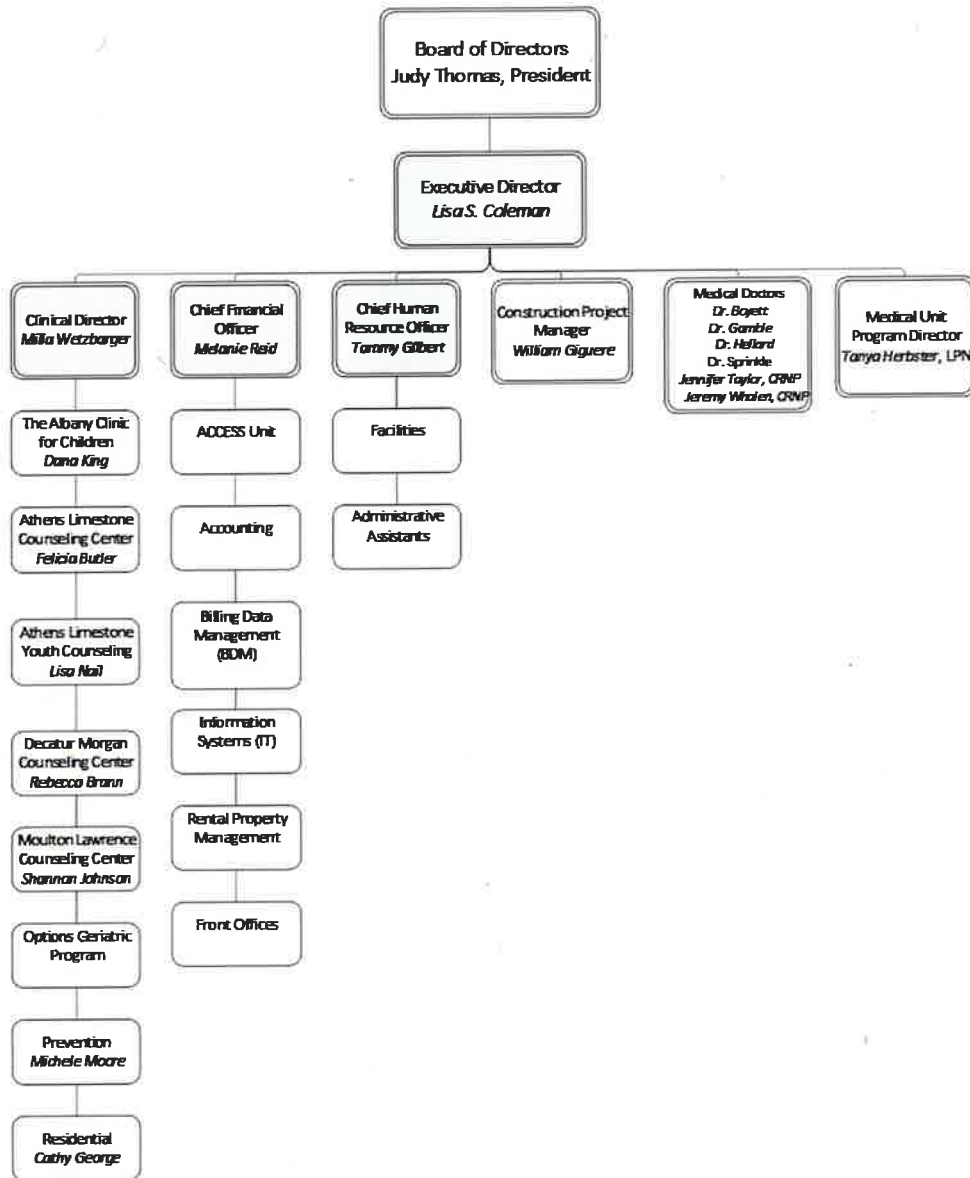 Board of Directors
Judy Thomas, President
Executive Director
Lisa S. Coleman
Clinical Director
Milla Wetzbarger
Chief Financial
Officer
Melanie Reid
Chief Human
Resource Officer
Tammy Gilbert
Construction Project
Manager
William Giguere
Medical Doctors
Dr. Boyett
Dr. Gamble
Dr. Hellard
Dr. Sprinkle
Jennifer Taylor, CRNP
Jeremy Whalen, CRNP
Medical Unit
Program Director
Tanya Herbster, LPN
The Albany Clinic
for Children
Dana King
Athens Limestone
Counseling Center
Felicia Butler
Athens Limestone
Youth Counseling
Lisa Nail
Decatur Morgan
Counseling Center
Rebecca Brann
Moulton Lawrence
Counseling Center
Shannan Johnson
Options Geriatric
Program
Prevention
Michele Moore
Residential
Cathy George
ACCESS Unit
Accounting
Billing Data
Management
(BDM)
Information
Systems (IT)
Rental Property
Management
Front Offices
Facilities
Administrative
Assistants